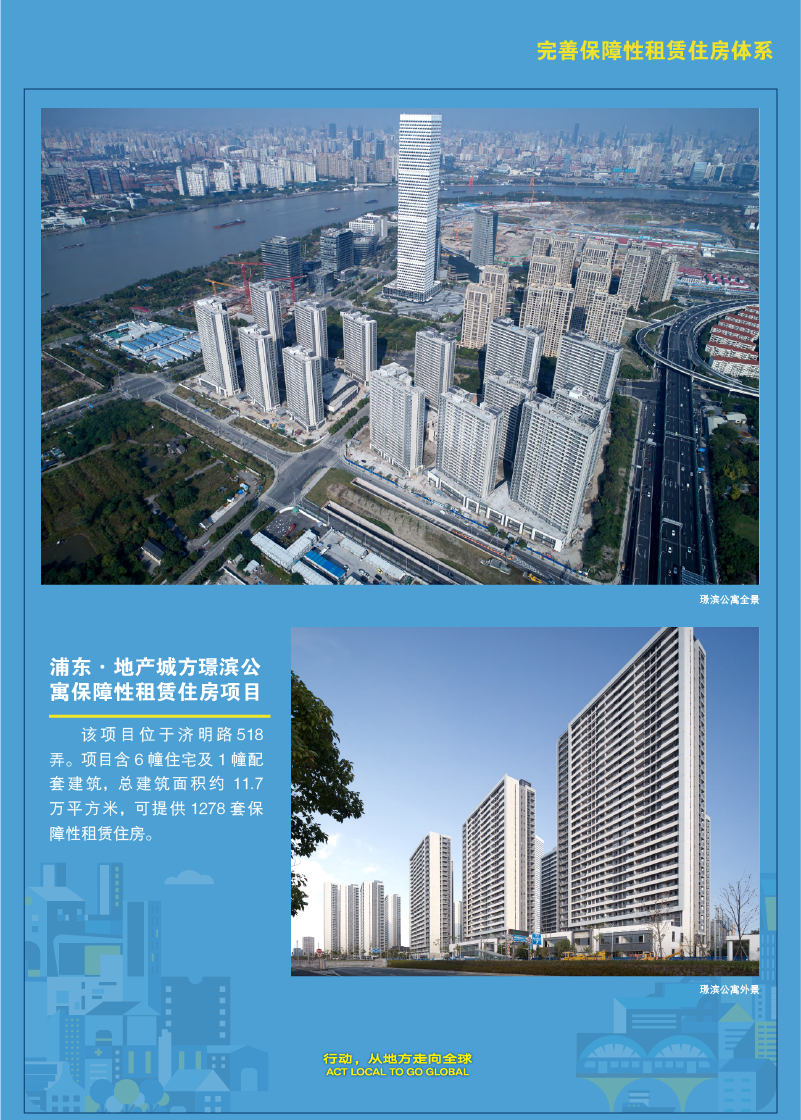 完善保障性租赁住房体系
璟滨公寓全景
浦东·地产城方璟滨公
寓保障性租赁住房项目
该项目位于济明路518
弄。项目含 6 幢住宅及 1 幢配
套建筑，总建筑面积约 11.7
万平方米，可提供 1278 套保
障性租赁住房。
璟滨公寓外景
行动，从地方走向全球
ACT LOCAL TO GO GLOBAL